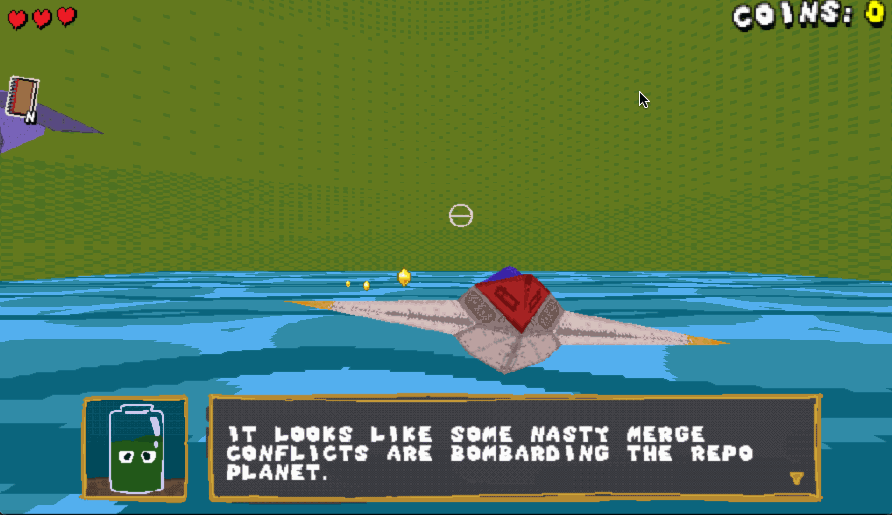 COINS: 0
N
IT LOOKS LIKE SOME NASTY MERGE
CONFLICTS ARE BOMBARDING THE REPO
PLANET.